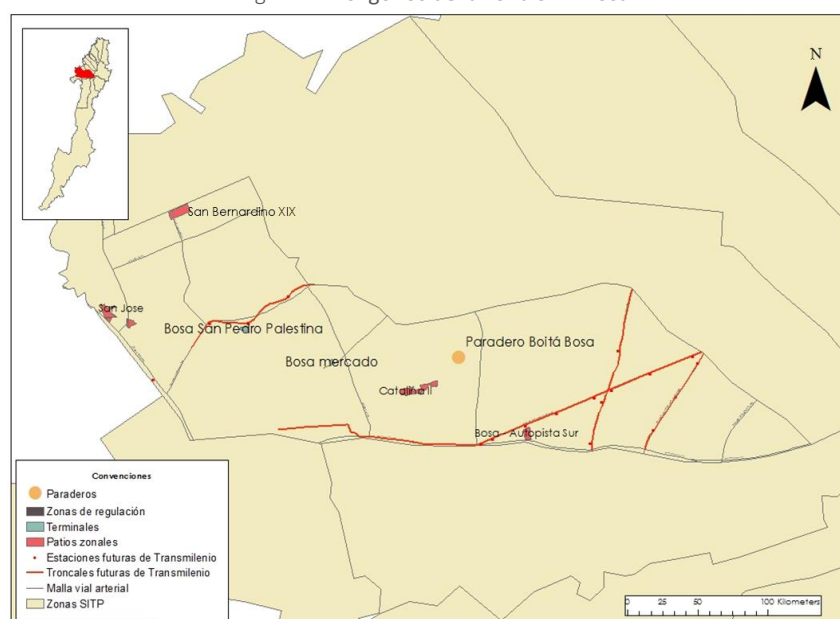 N
San Bernardino XIX
San Jose
Bosa San Pedro Palestina
Paradero Boitá Bosa
Bosa mercado
Catalina II
Bosa - Autopista Sur
Convenciones
Paraderos
Zonas de regulación
Terminales
Patios zonales
Estaciones futuras de Transmilenio
Troncales futuras de Transmilenio
Malla vial arterial
Zonas SITP
0 25 50 100 Kilometers